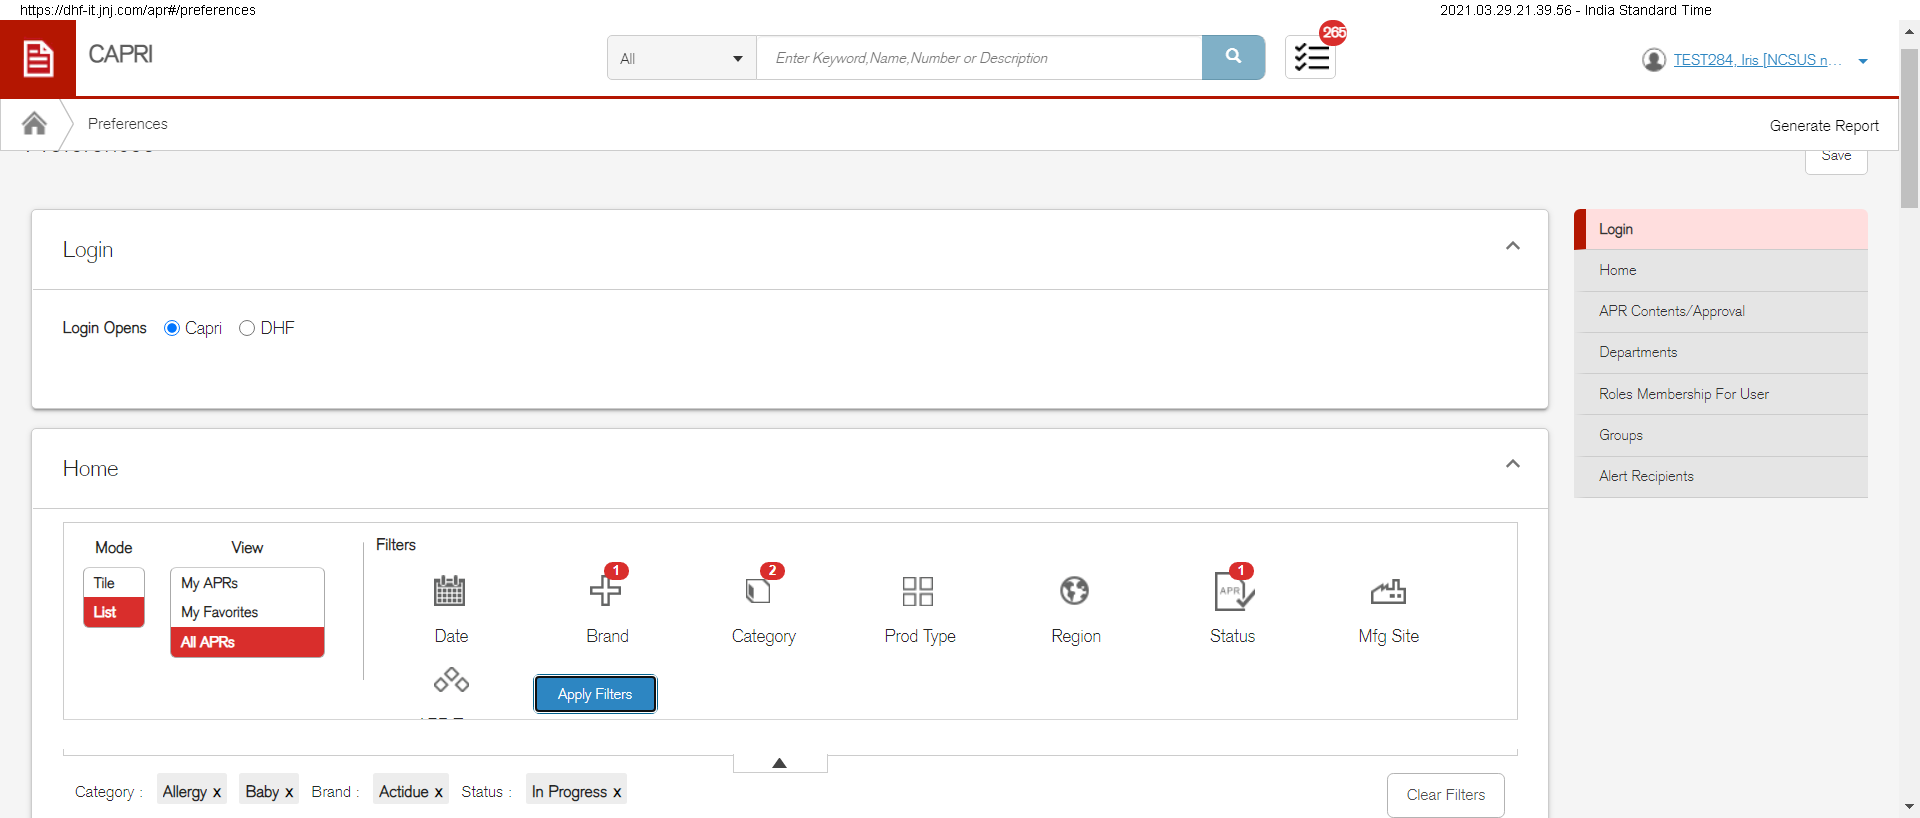 https://dhf-it.jnj.com/apr#/preferences 2021.03.29.21.39.56 - India Standard Time
CAPRI All Enter Keyword,Name,Number or Description 265 TEST284, Iris [NCSUS n...
Preferences Generate Report
Preferences Save
Login
Login Opens Capri DHF
Home
Mode View Filters
Tile
List
My APRs
My Favorites
All APRs
Date
1
Brand
2
Category
Prod Type
Region
APR
1
Status
Mfg Site
Apply Filters
Category : Allergy x Baby x Brand : Actidue x Status : In Progress x Clear Filters
Login
Home
APR Contents/Approval
Departments
Roles Membership For User
Groups
Alert Recipients